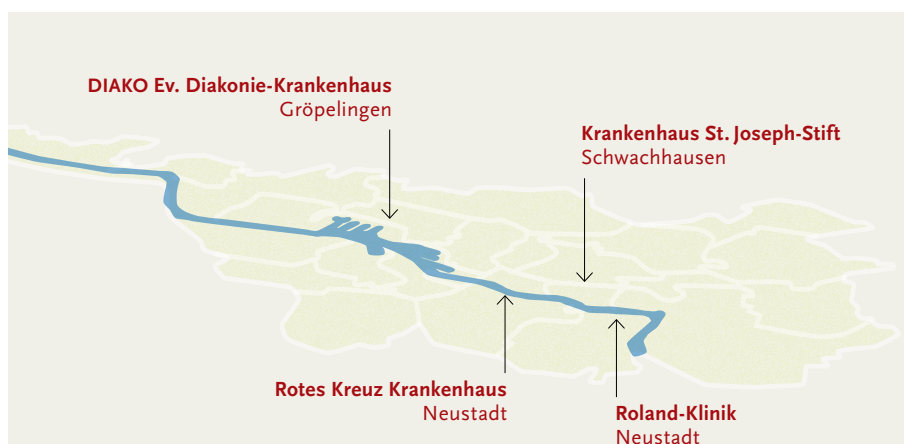 DIAKO Ev. Diakonie-Krankenhaus
Gröpelingen
Krankenhaus St. Joseph-Stift
Schwachhausen
Rotes Kreuz Krankenhaus
Neustadt
Roland-Klinik
Neustadt